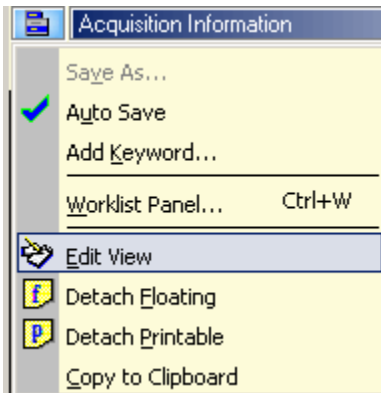 Acquisition Information
Save As...
Auto Save
Add Keyword...
Worklist Panel... Ctrl+W
Edit View
f Detach Floating
P Detach Printable
Copy to Clipboard